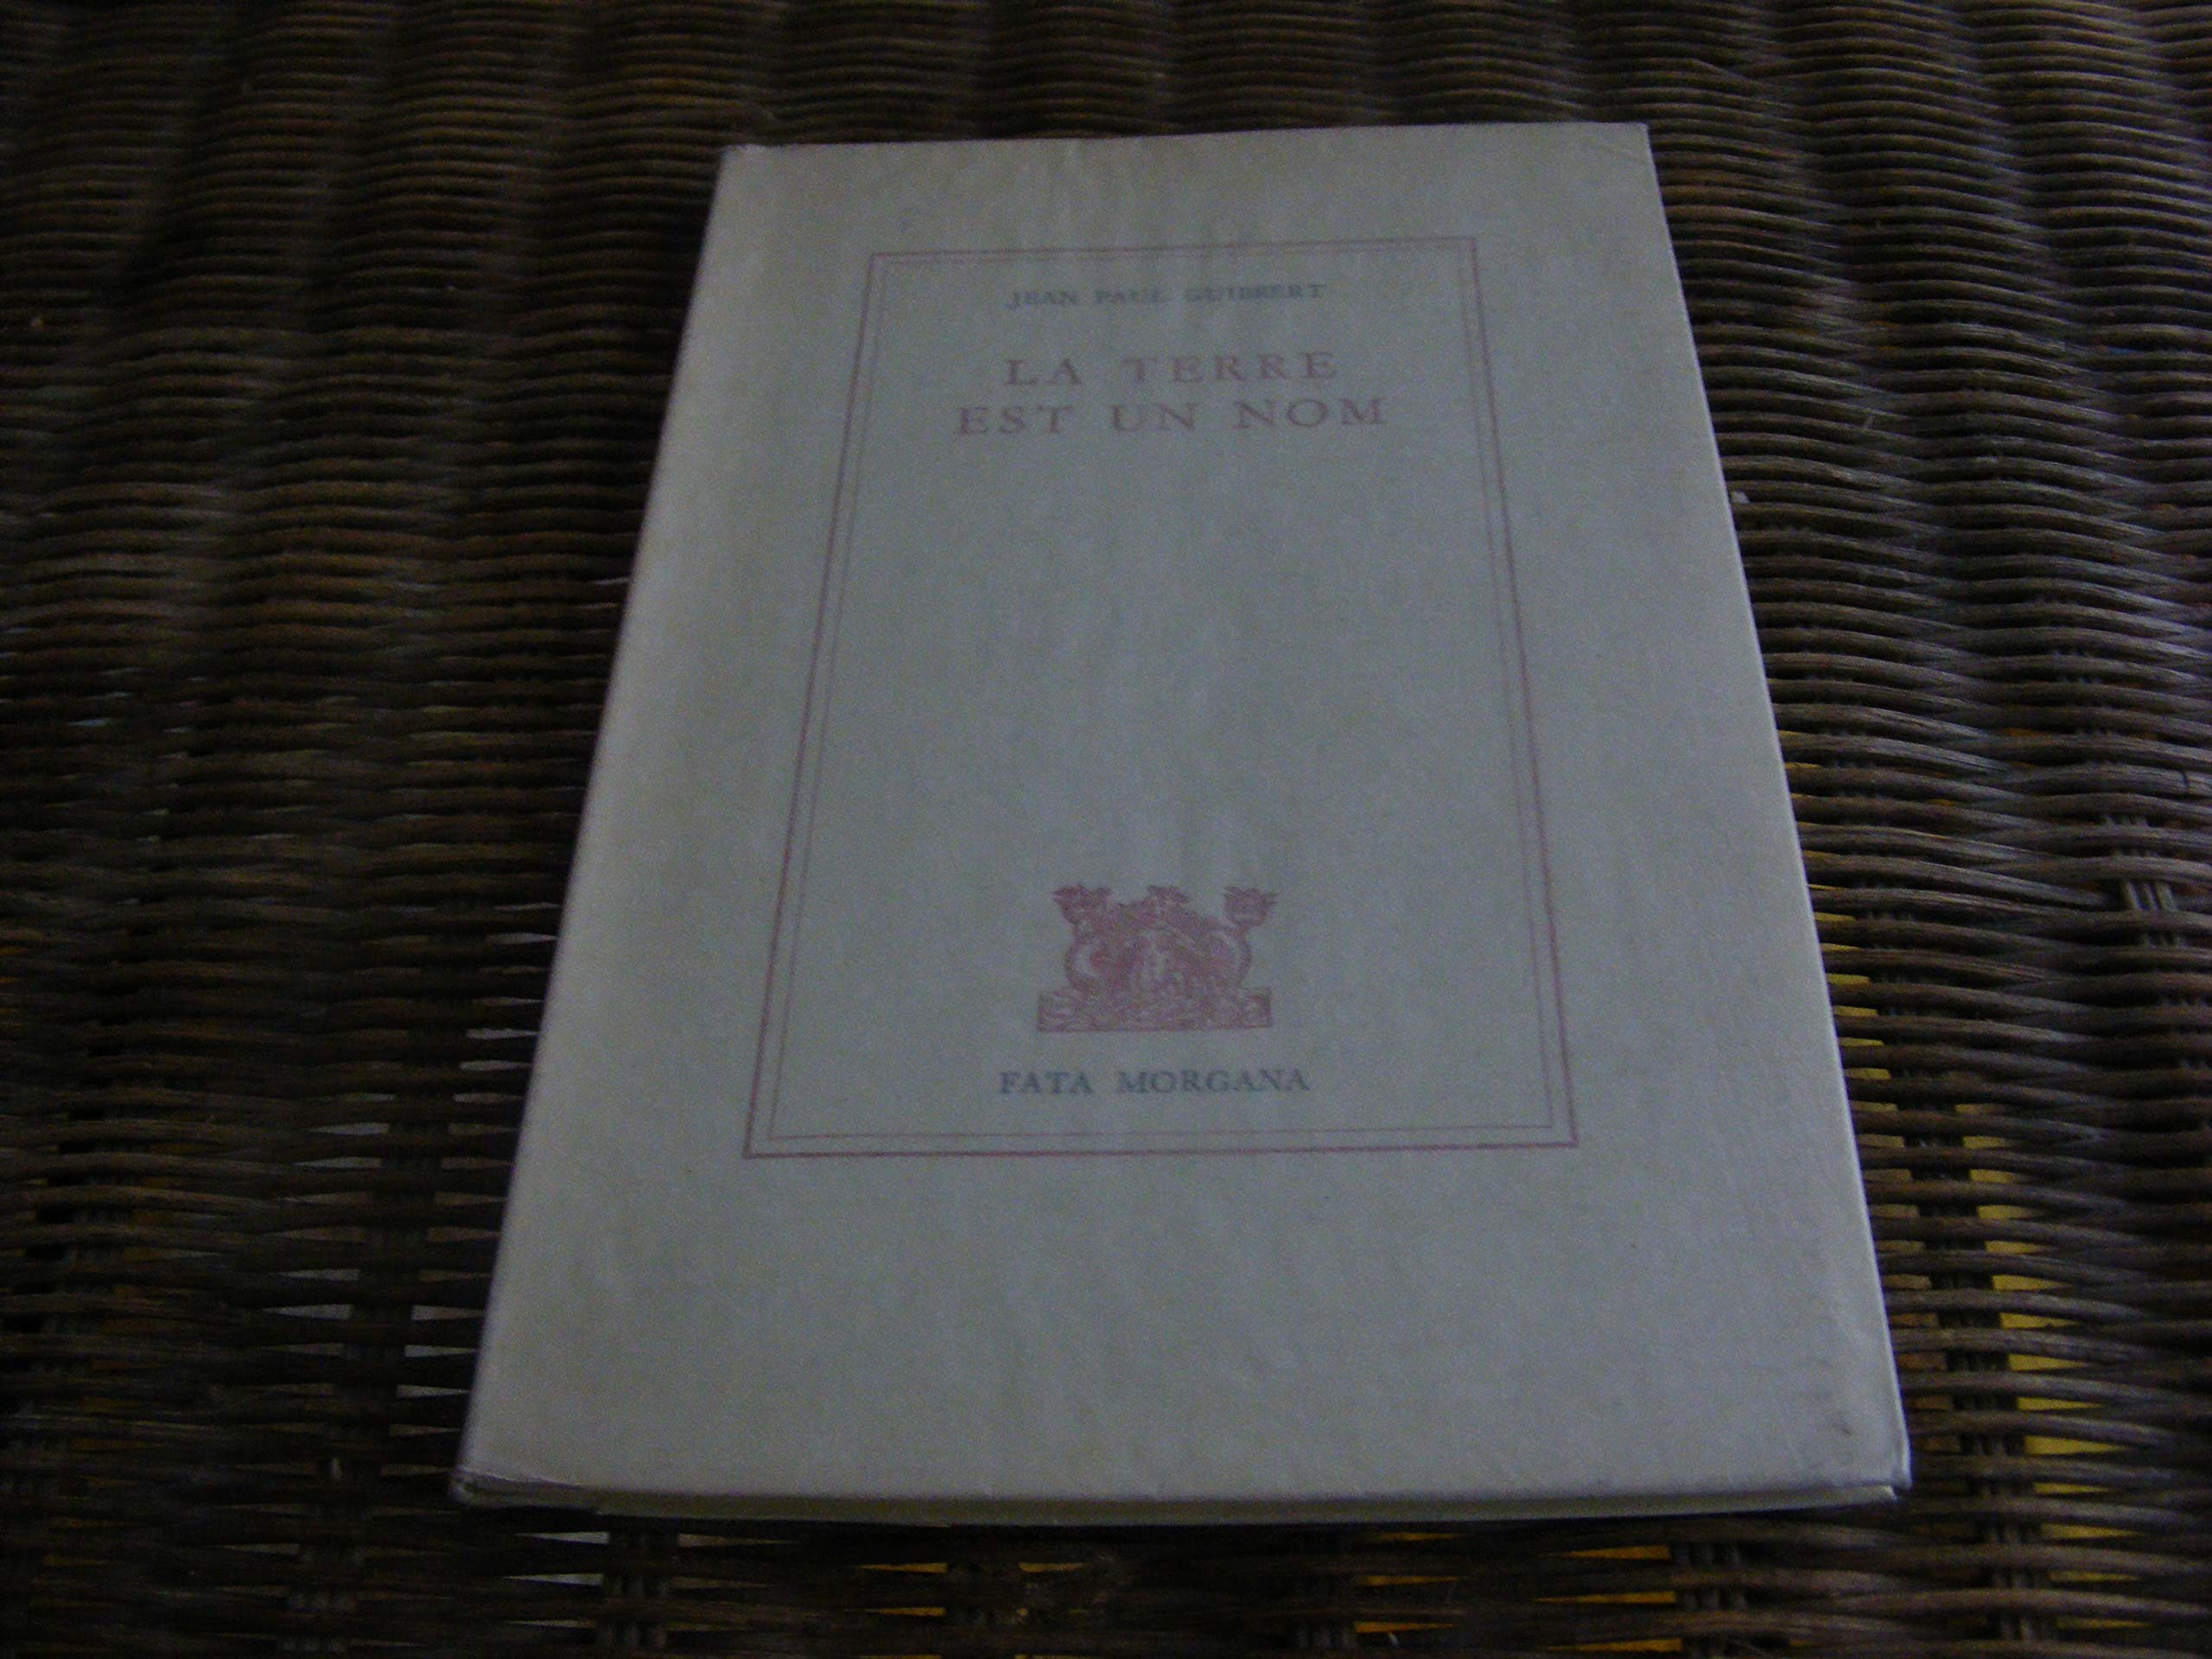 JEAN PAUL GUIBBERT
LA TERRE
EST UN NOM
FATA MORGANA